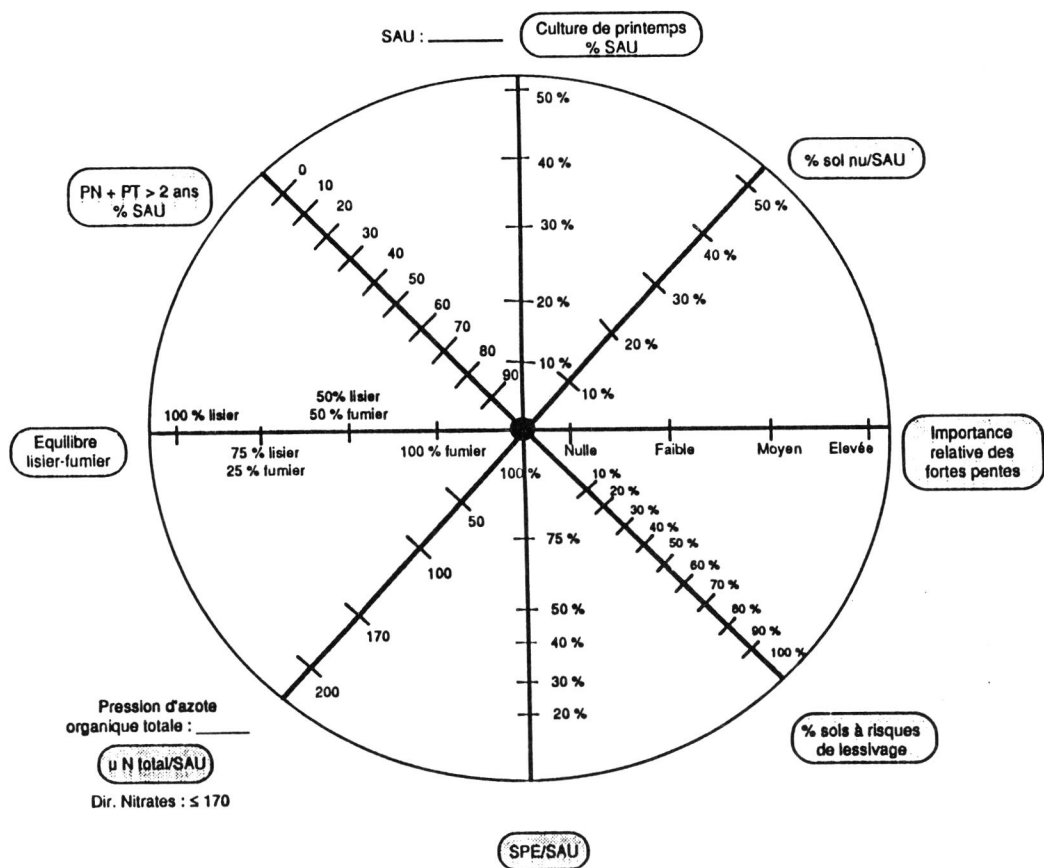 SAU : ______
Culture de printemps
% SAU
50 %
40 %
30 %
20 %
10 %
% sol nu/SAU
50 %
40 %
30 %
20 %
10 %
PN + PT > 2 ans
% SAU
0
10
20
30
40
50
60
70
80
90
Equilibre
lisier-fumier
100 % lisier
75 % lisier
25 % fumier
50% lisier
50 % fumier
100 % fumier
Nulle
Faible
Moyen
Elevée
Importance
relative des
fortes pentes
100 %
75 %
50 %
40 %
30 %
20 %
10 %
20 %
30 %
40 %
50 %
60 %
70 %
80 %
90 %
100 %
50
100
170
200
Pression d'azote
organique totale : _____
µ N total/SAU
Dir. Nitrates : ≤ 170
% sols à risques
de lessivage
SPE/SAU